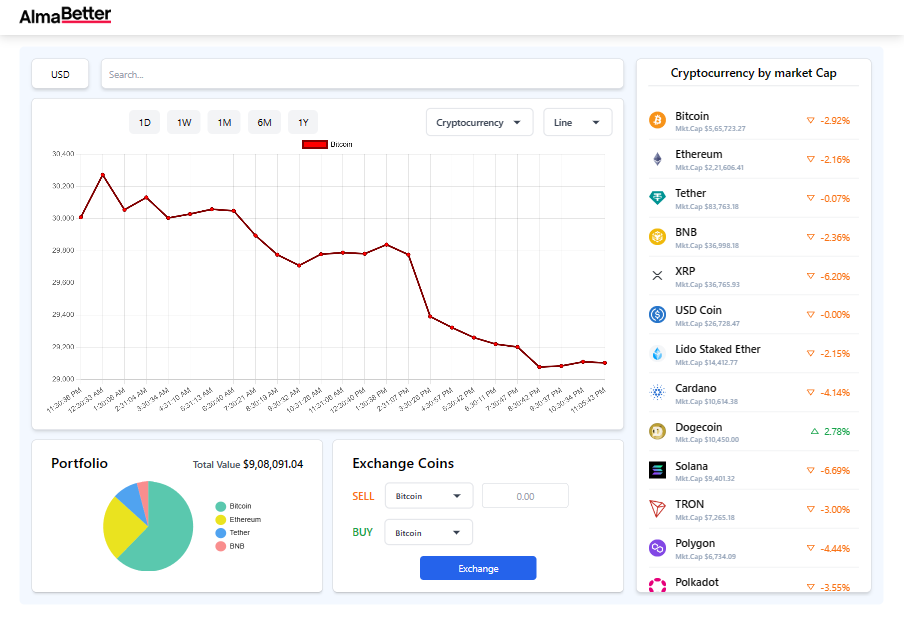 AlmaBetter
USD
Search...
1D 1W 1M 6M 1Y
Cryptocurrency
Line
Bitcoin
30,400
30,200
30,000
29,800
29,600
29,400
29,200
29,000
11:30:38 PM 12:30:33 AM 1:30:06 AM 2:31:04 AM 3:30:34 AM 4:31:10 AM 5:31:13 AM 6:30:40 AM 7:30:21 AM 8:30:19 AM 9:30:32 AM 10:31:20 AM 11:31:06 AM 12:30:40 PM 1:30:38 PM 2:31:07 PM 3:30:20 PM 4:30:57 PM 5:30:42 PM 6:30:11 PM 7:30:47 PM 8:30:42 PM 9:30:37 PM 10:30:34 PM 11:05:43 PM
Portfolio
Total Value $9,08,091.04
Bitcoin
Ethereum
Tether
BNB
Exchange Coins
SELL Bitcoin 0.00
BUY Bitcoin
Exchange
Cryptocurrency by market Cap
Bitcoin
Mkt.Cap $5,65,723.27
-2.92%
Ethereum
Mkt.Cap $2,21,606.41
-2.16%
Tether
Mkt.Cap $83,763.18
-0.07%
BNB
Mkt.Cap $36,998.18
-2.36%
XRP
Mkt.Cap $36,765.93
-6.20%
USD Coin
Mkt.Cap $26,728.47
-0.00%
Lido Staked Ether
Mkt.Cap $14,412.77
-2.15%
Cardano
Mkt.Cap $10,614.38
-4.14%
Dogecoin
Mkt.Cap $10,450.00
2.78%
Solana
Mkt.Cap $9,401.32
-6.69%
TRON
Mkt.Cap $7,265.18
-3.00%
Polygon
Mkt.Cap $6,734.09
-4.44%
Polkadot
-3.55%